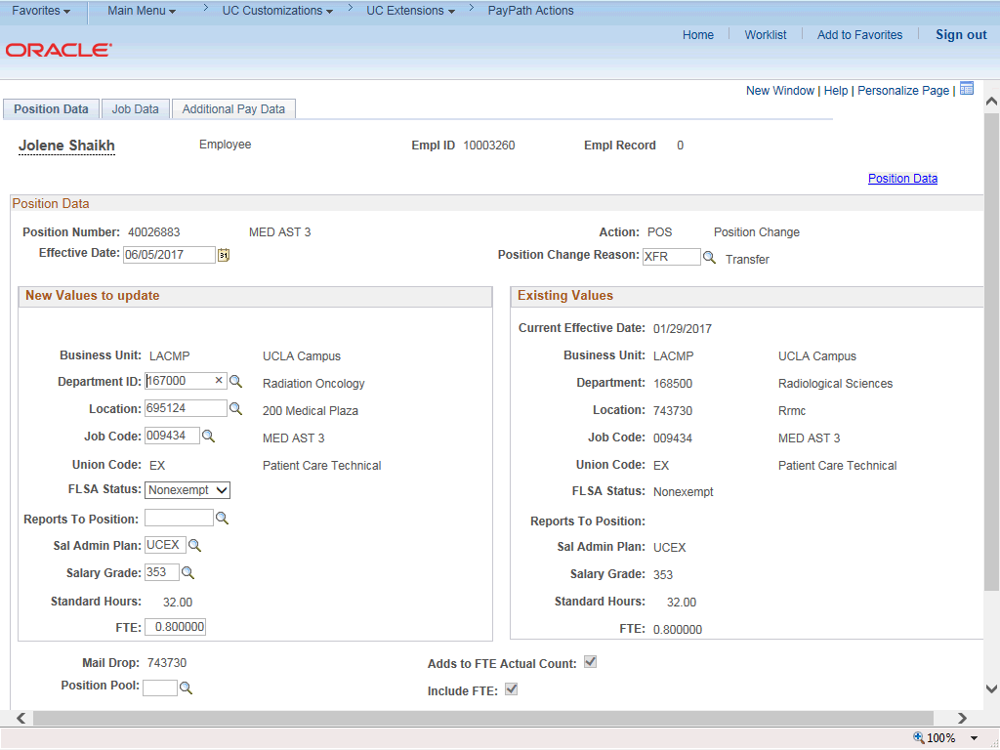 Favorites Main Menu > UC Customizations > UC Extensions > PayPath Actions
Home Worklist Add to Favorites Sign out
ORACLE
New Window | Help | Personalize Page |
Position Data Job Data Additional Pay Data
Jolene Shaikh Employee Empl ID 10003260 Empl Record 0
Position Data
Position Data
Position Number: 40026883 MED AST 3 Action: POS Position Change
Effective Date: 06/05/2017 31 Position Change Reason: XFR Transfer
New Values to update
Business Unit: LACMP UCLA Campus
Department ID: 167000 × Radiation Oncology
Location: 695124 200 Medical Plaza
Job Code: 009434 MED AST 3
Union Code: EX Patient Care Technical
FLSA Status: Nonexempt
Reports To Position:
Sal Admin Plan: UCEX
Salary Grade: 353
Standard Hours: 32.00
FTE: 0.800000
Existing Values
Current Effective Date: 01/29/2017
Business Unit: LACMP UCLA Campus
Department: 168500 Radiological Sciences
Location: 743730 Rrmc
Job Code: 009434 MED AST 3
Union Code: EX Patient Care Technical
FLSA Status: Nonexempt
Reports To Position:
Sal Admin Plan: UCEX
Salary Grade: 353
Standard Hours: 32.00
FTE: 0.800000
Mail Drop: 743730 Adds to FTE Actual Count:
Position Pool: Include FTE:
100%